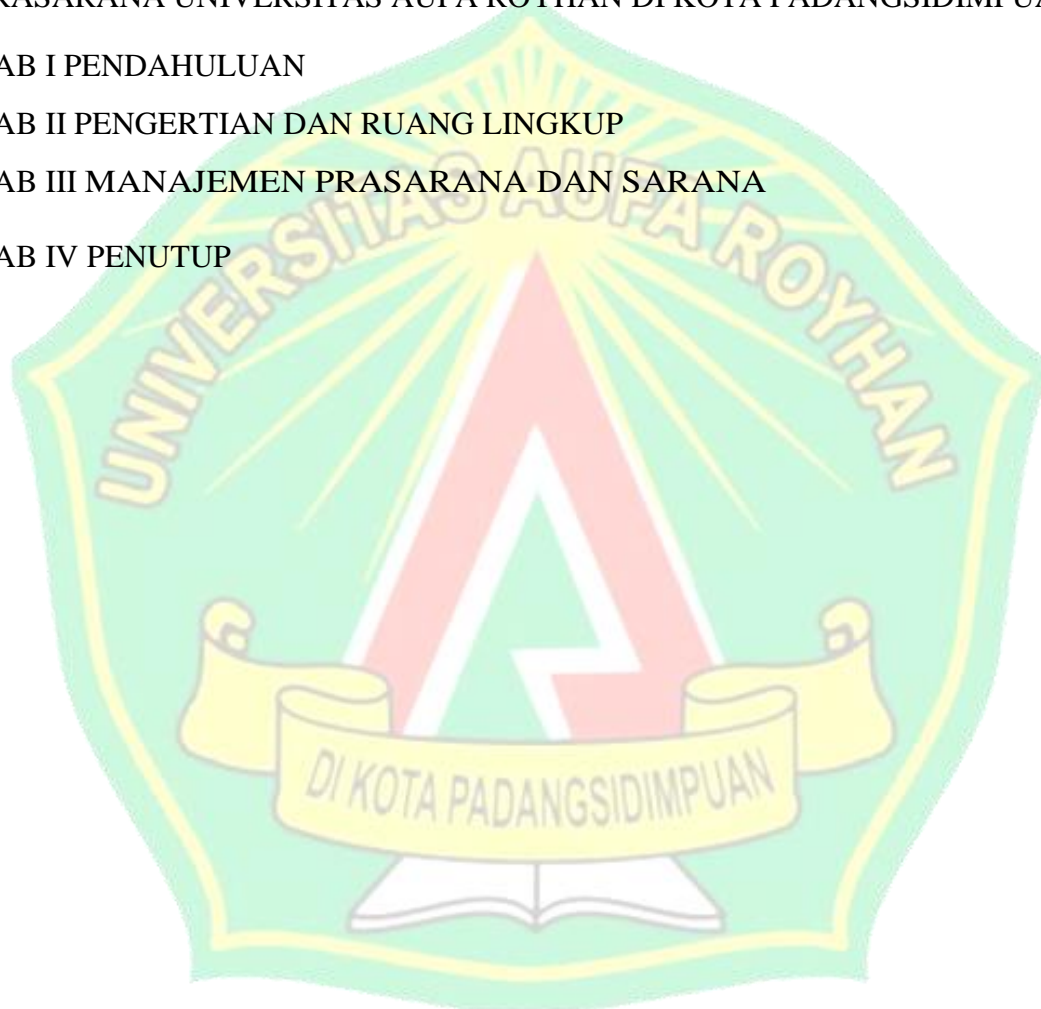 RASARANA UNIVERSITAS AUFA ROYHAN DI KOTA PADANGSIDIMPUA
AB I PENDAHULUAN
AB II PENGERTIAN DAN RUANG LINGKUP
AB III MANAJEMEN PRASARANA DAN SARANA
AB IV PENUTUP
UNIVERSITAS AUFA ROYHAN
DI KOTA PADANGSIDIMPUAN